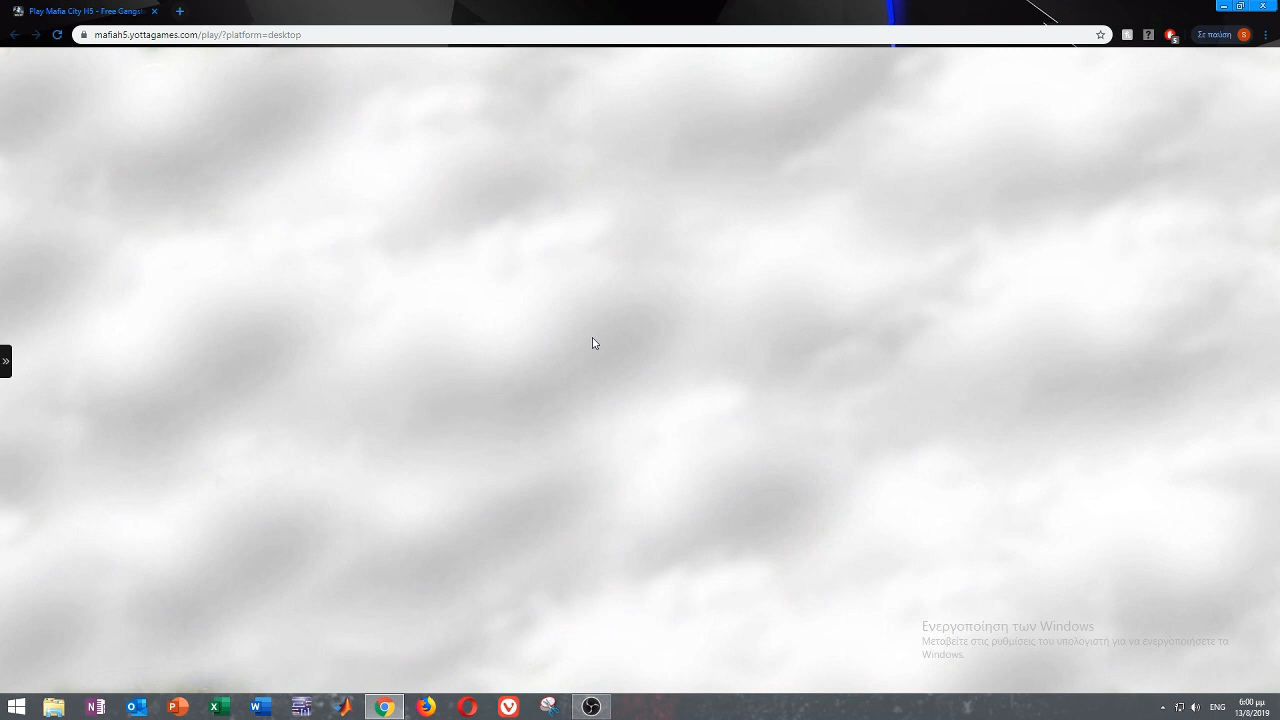 Play Mafia City H5 - Free Gangst
mafiah5.yottagames.com/play/?platform=desktop
Σε παύση S
5
Ενεργοποίηση των Windows
Μεταβείτε στις ρυθμίσεις του υπολογιστή για να ενεργοποιήσετε τα
Windows.
ENG
6:00 μμ
13/8/2019